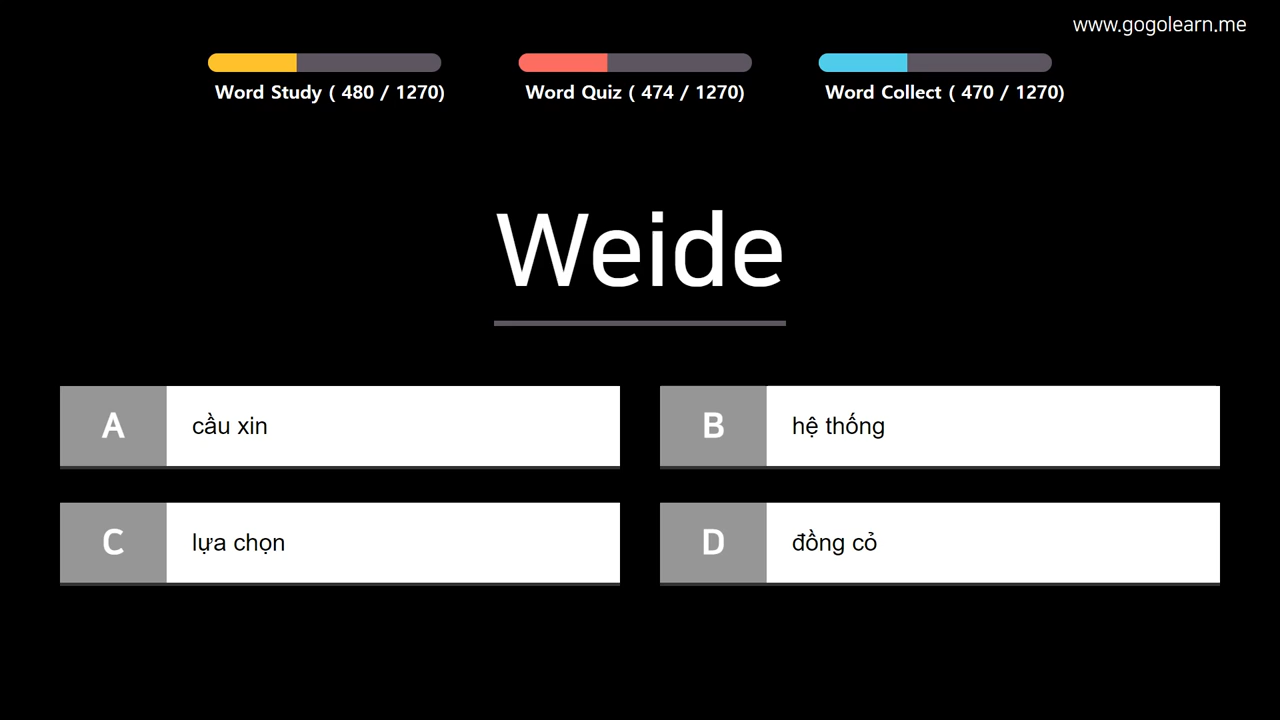 www.gogolearn.me
Word Study ( 480 / 1270)
Word Quiz ( 474 / 1270)
Word Collect ( 470 / 1270)
Weide
A
cầu xin
B
hệ thống
C
lựa chọn
D
đồng cỏ